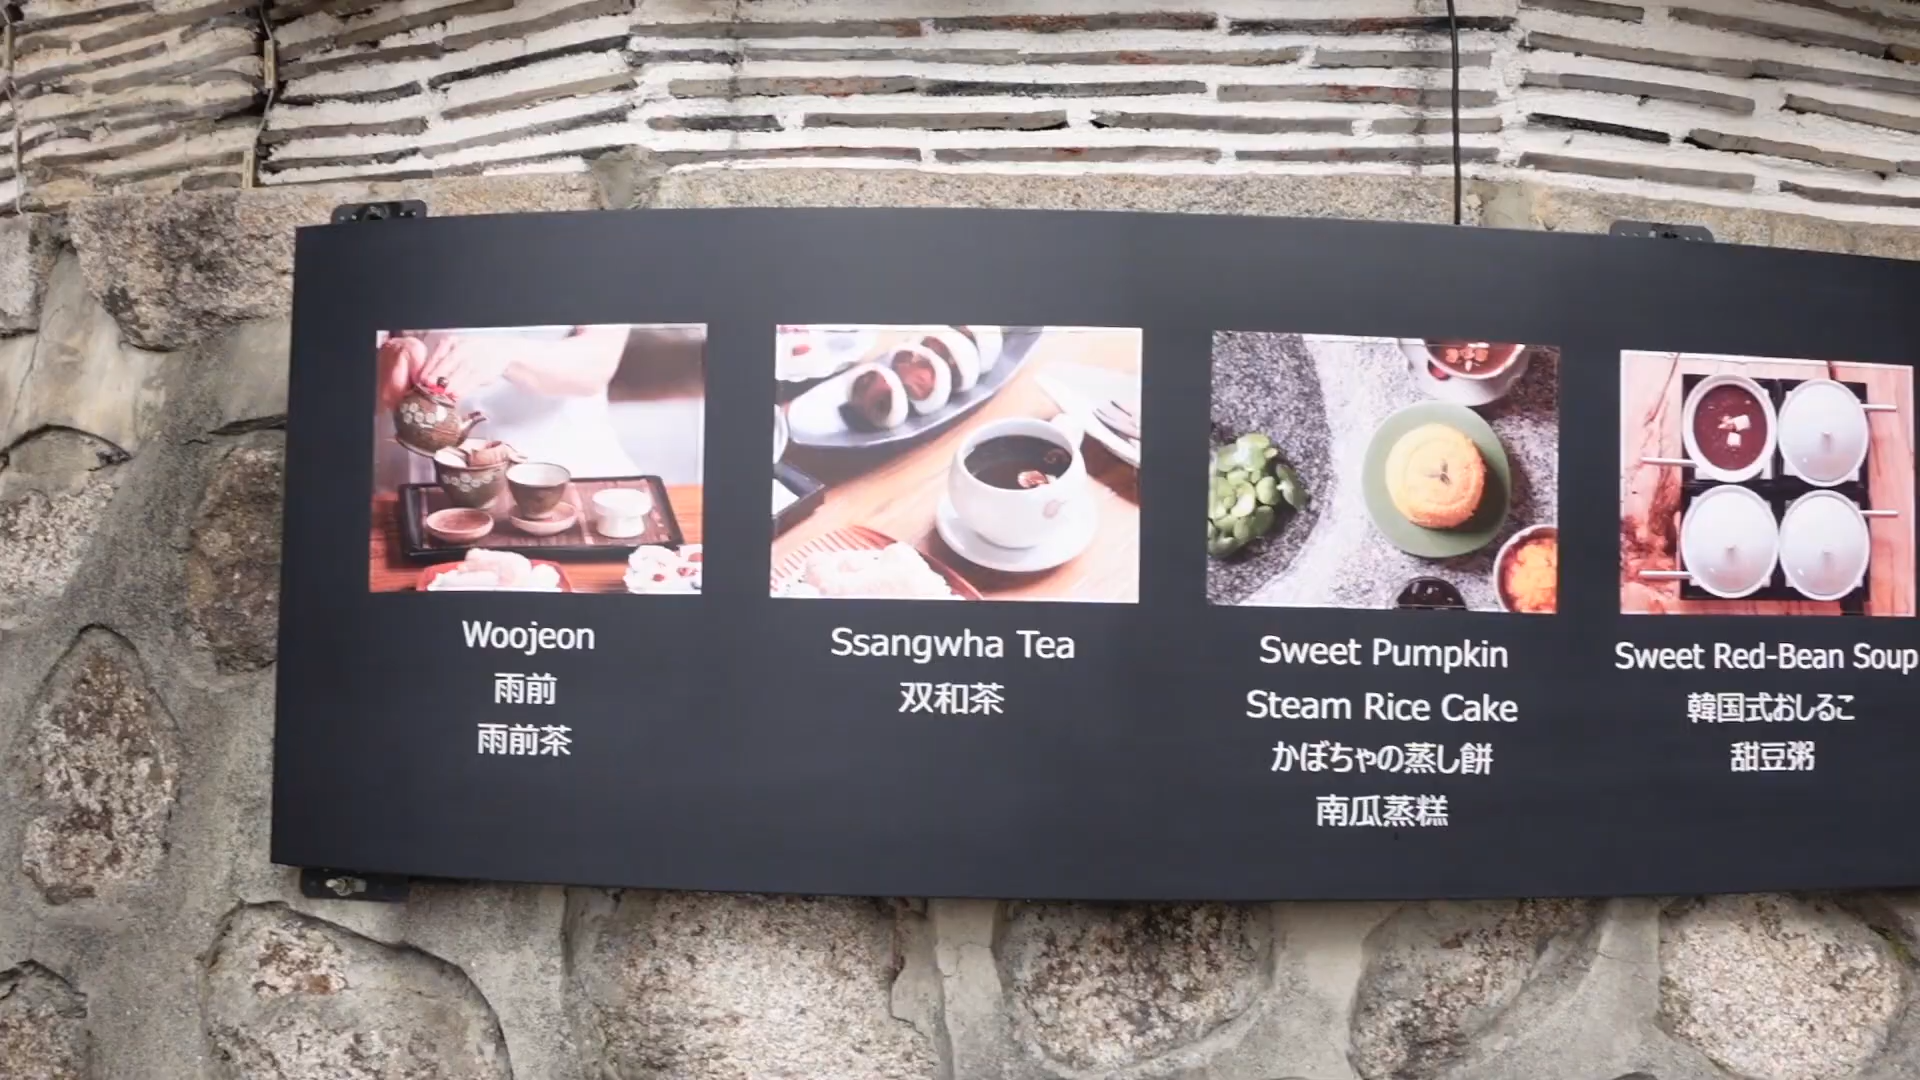 Woojeon
雨前
雨前茶
Ssangwha Tea
双和茶
Sweet Pumpkin
Steam Rice Cake
かぼちゃの蒸し餅
南瓜蒸糕
Sweet Red-Bean Soup
韓国式おしるこ
甜豆粥